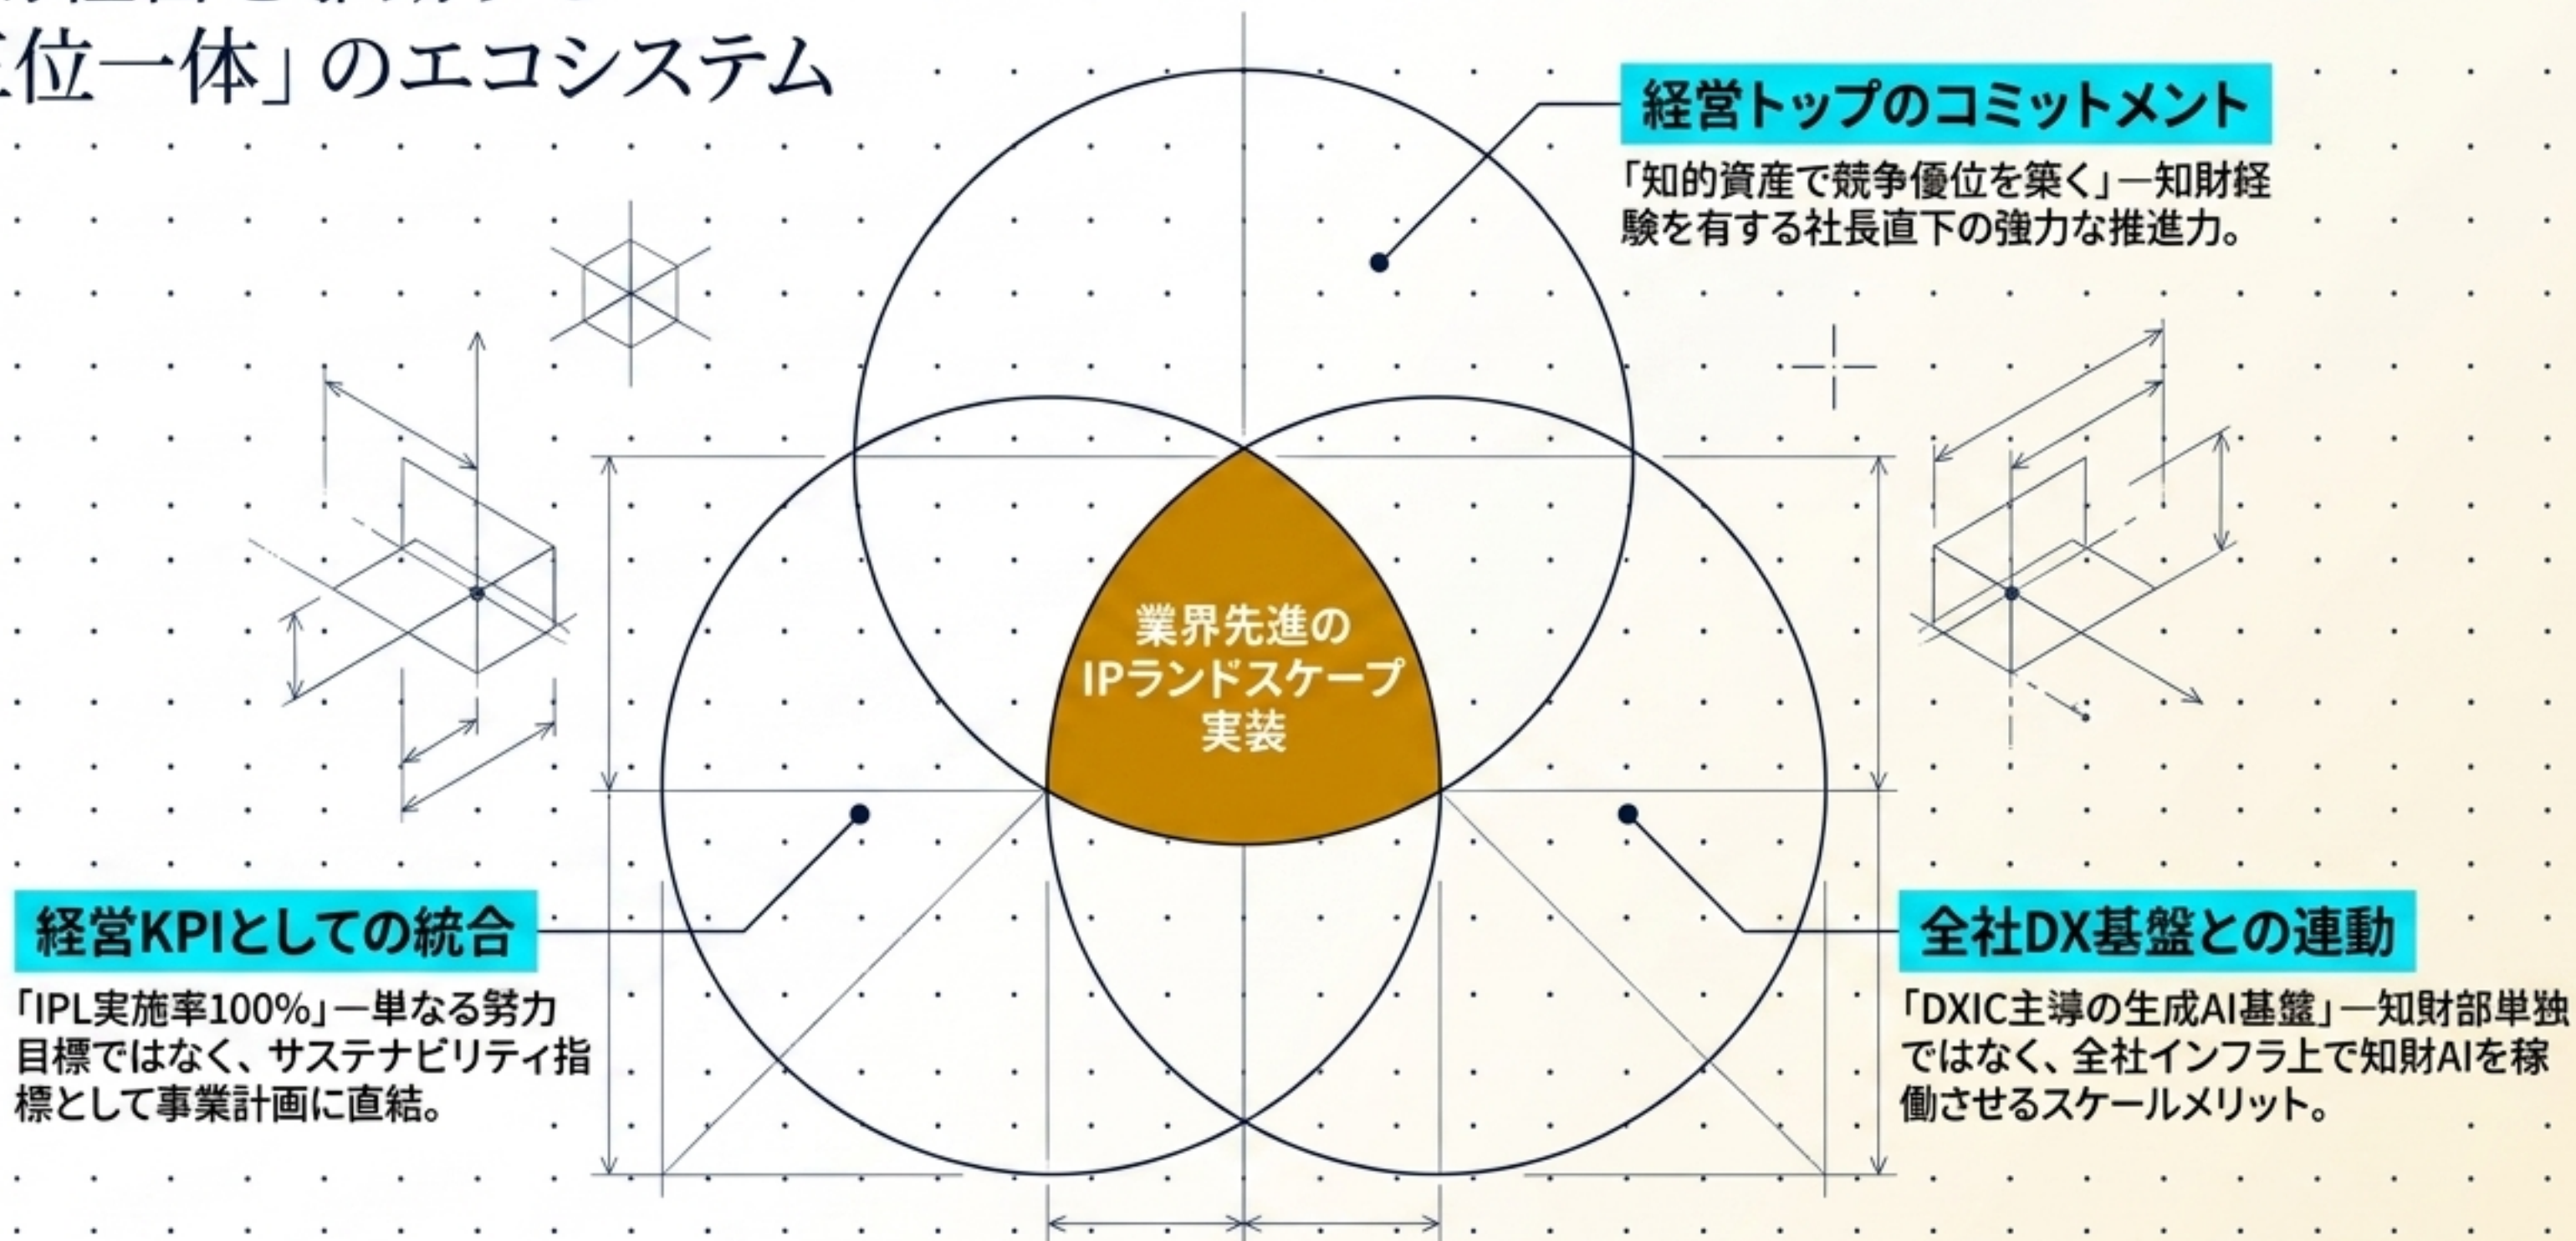 位一体」のエコシステム
経営トップのコミットメント
「知的資産で競争優位を築く」—知財経
験を有する社長直下の強力な推進力。
業界先進の
IPランドスケープ
実装
経営KPIとしての統合
「IPL実施率100%」—単なる努力
目標ではなく、サステナビリティ指
標として事業計画に直結。
全社DX基盤との連動
「DXIC主導の生成AI基盤」—知財部単独
ではなく、全社インフラ上で知財AIを稼
働させるスケールメリット。